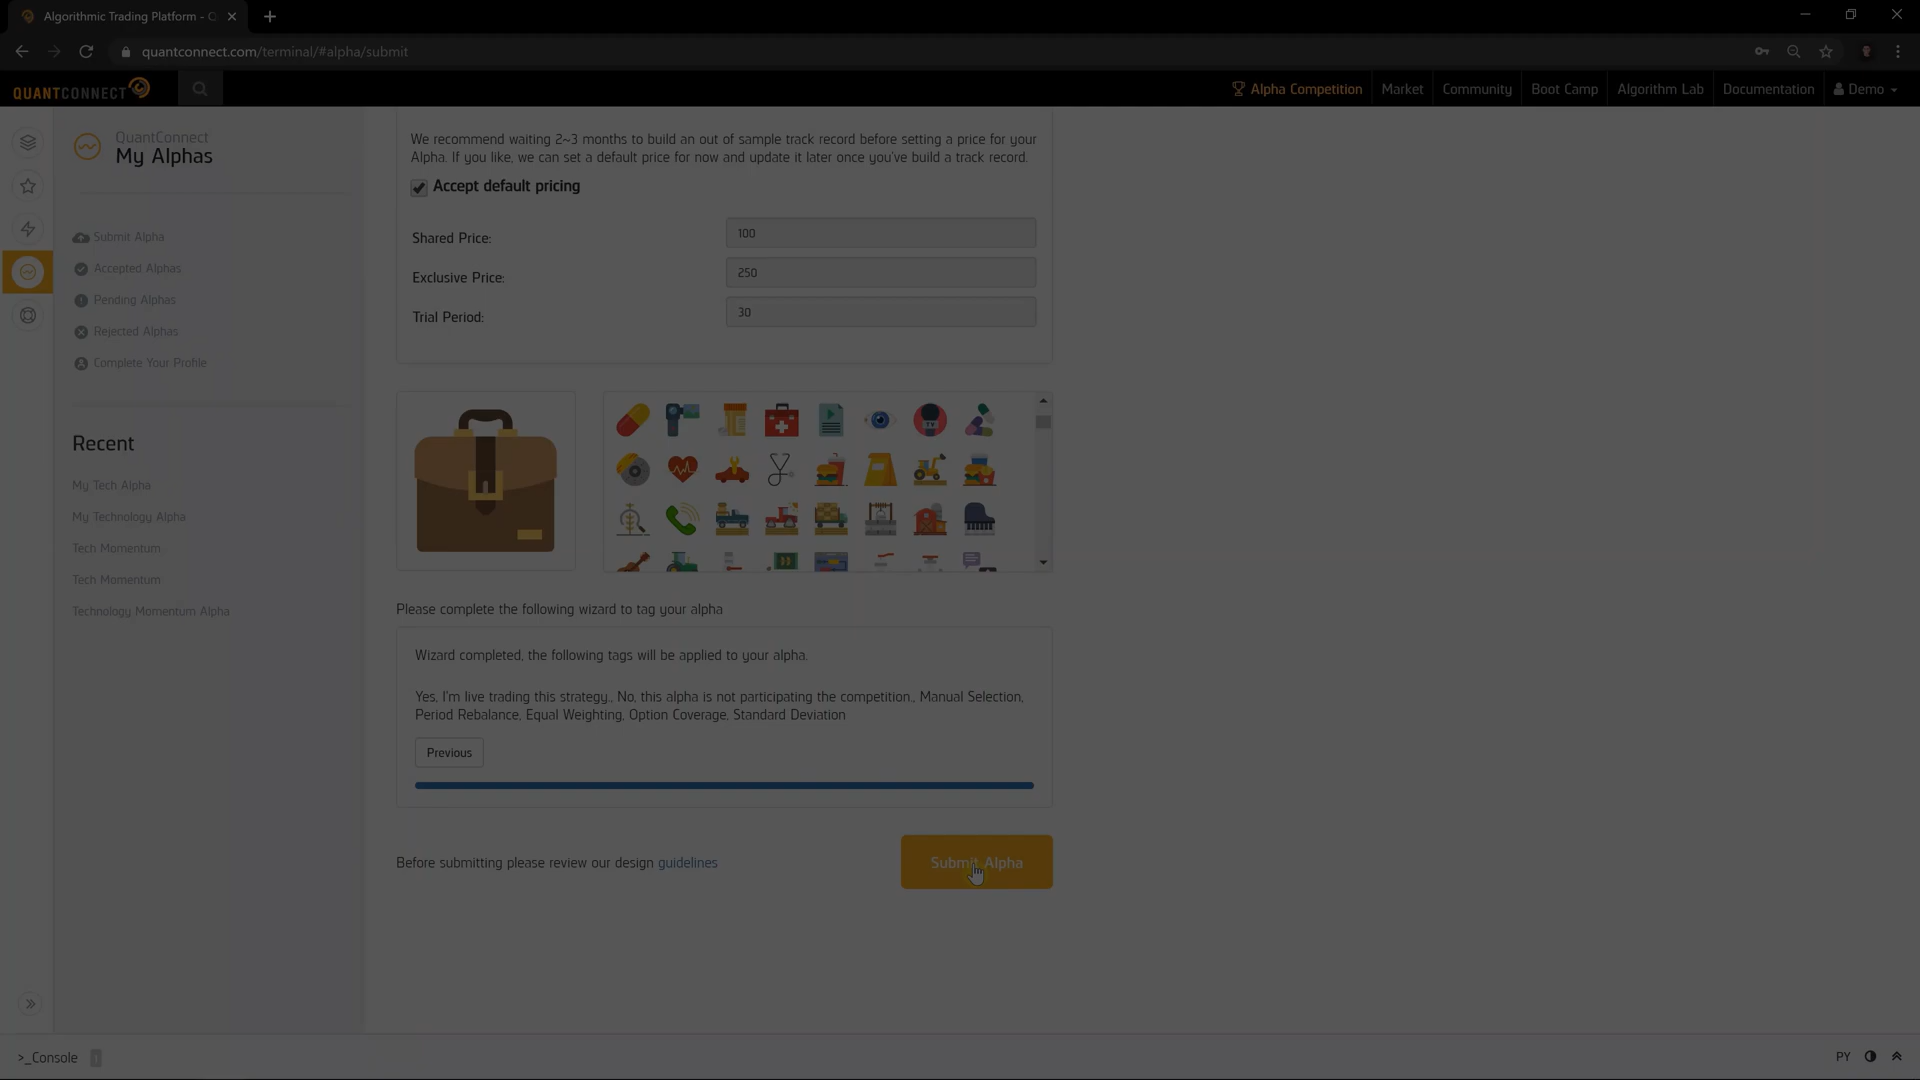 Algorithmic Trading Platform - Q
quantconnect.com/terminal/#alpha/submit
QUANTCONNECT
Alpha Competition
Market
Community
Boot Camp
Algorithm Lab
Documentation
Demo
QuantConnect
My Alphas
Submit Alpha
Accepted Alphas
Pending Alphas
Rejected Alphas
Complete Your Profile
Recent
My Tech Alpha
My Technology Alpha
Tech Momentum
Tech Momentum
Technology Momentum Alpha
We recommend waiting 2~3 months to build an out of sample track record before setting a price for your
Alpha. If you like, we can set a default price for now and update it later once you've build a track record.
Accept default pricing
Shared Price:
100
Exclusive Price:
250
Trial Period:
30
Please complete the following wizard to tag your alpha
Wizard completed, the following tags will be applied to your alpha.
Yes, I'm live trading this strategy., No, this alpha is not participating the competition., Manual Selection,
Period Rebalance, Equal Weighting, Option Coverage, Standard Deviation
Previous
Before submitting please review our design guidelines
Submit Alpha
>_Console
PY